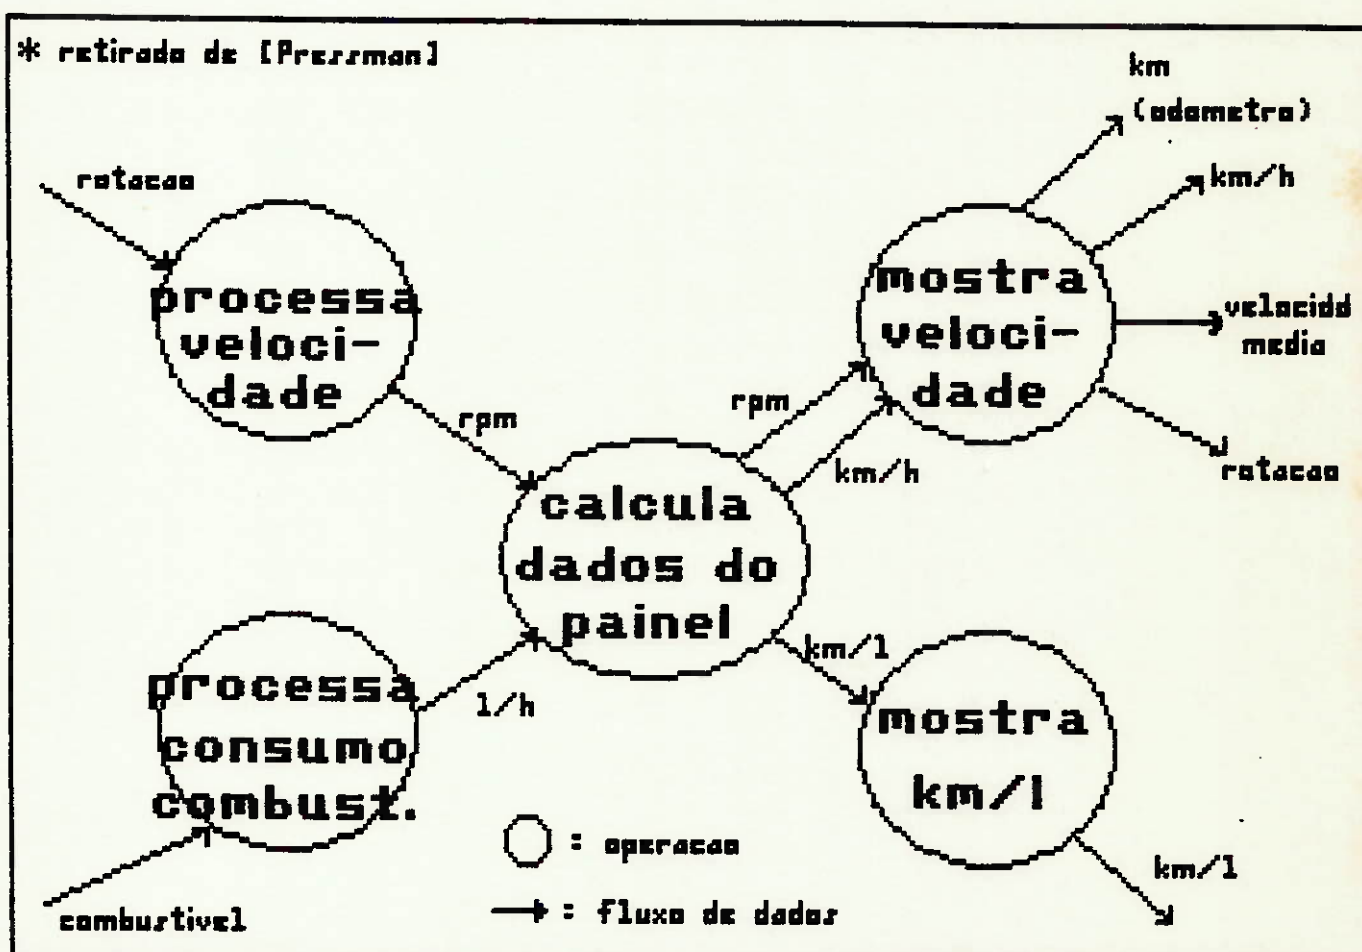 * retirada de [Pressman]
km
(odometro)
km/h
rotacao
processa
veloci-
dade
mostra
veloci-
dade
velocidd
media
rpm
rpm
km/h
rotacao
calcula
dados do
painel
processa
consumo
combust.
l/h
km/l
mostra
km/l
km/l
combustivel
: operacao
: fluxo de dados